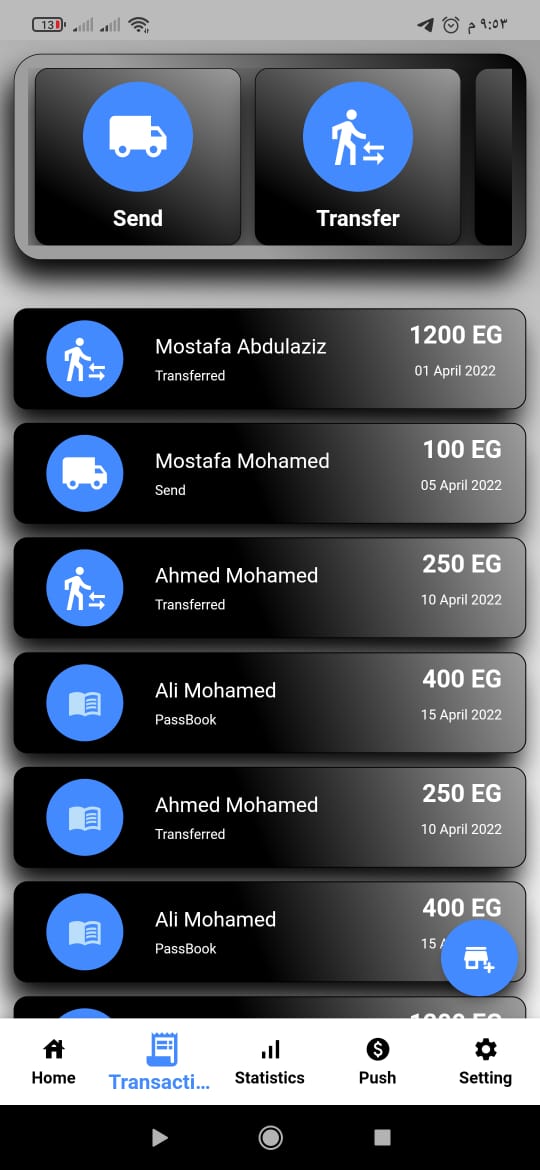 13
٩:٥٣ م
Send
Transfer
Mostafa Abdulaziz
Transferred
1200 EG
01 April 2022
Mostafa Mohamed
Send
100 EG
05 April 2022
Ahmed Mohamed
Transferred
250 EG
10 April 2022
Ali Mohamed
PassBook
400 EG
15 April 2022
Ahmed Mohamed
Transferred
250 EG
10 April 2022
Ali Mohamed
PassBook
400 EG
15
Home
Transacti...
Statistics
Push
Setting